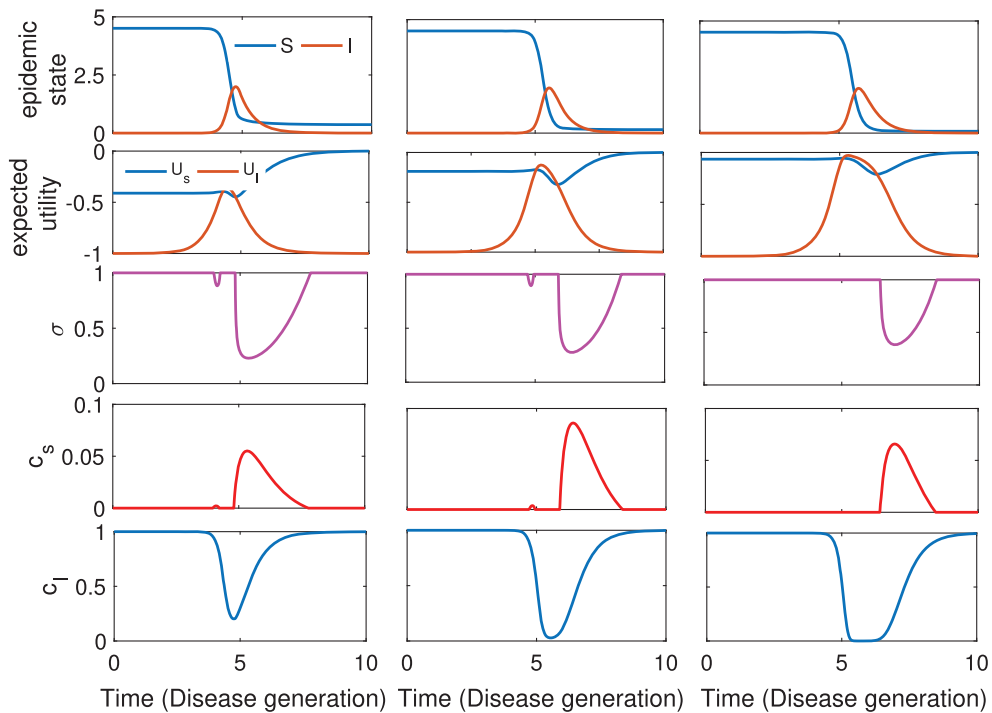 5
2.5
0
epidemic
state
S I
0
-0.5
-1
expected
utility
U_s U_I
1
0.5
0
σ
0.1
0.05
0
c_s
1
0.5
0
c_I
0 5 10
0 5 10
0 5 10
Time (Disease generation)
Time (Disease generation)
Time (Disease generation)